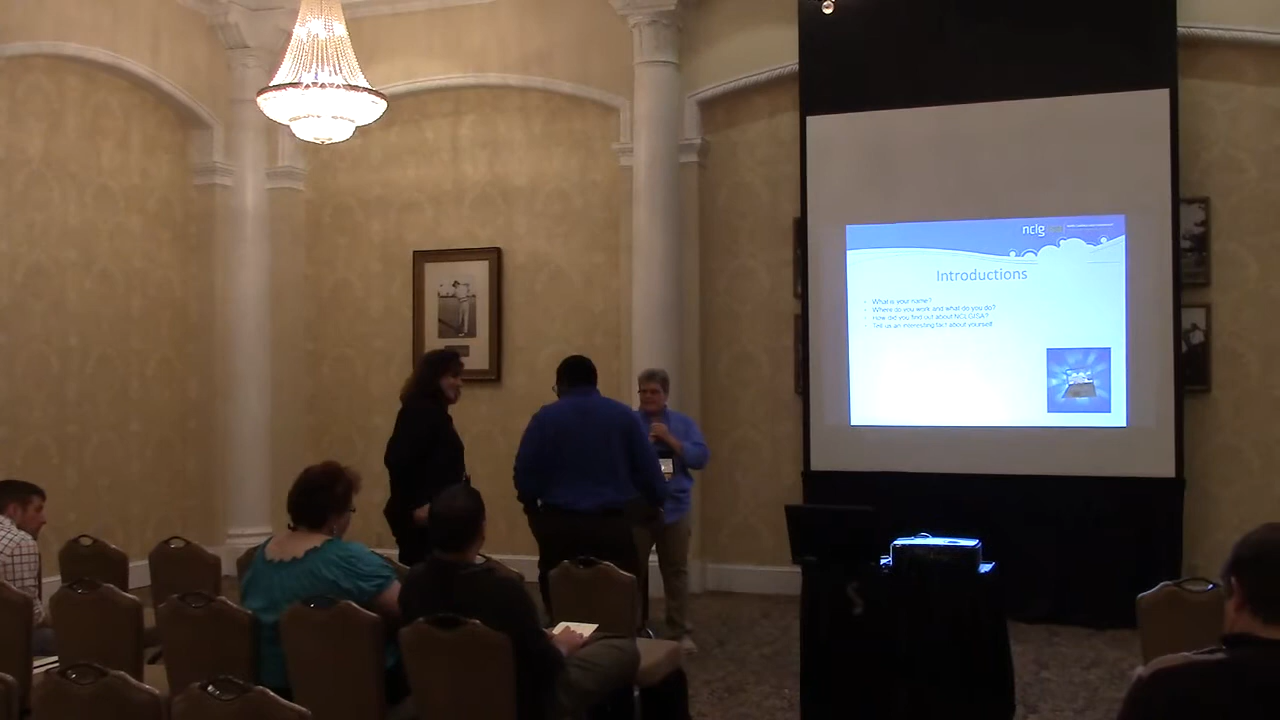 nclg
Introductions
What is your name?
Where do you work and what do you do?
How did you find out about NCLGISA?
Tell us an interesting fact about yourself